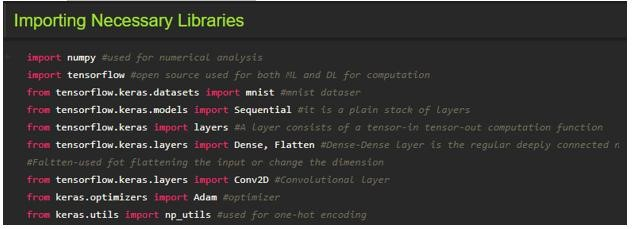 Importing Necessary Libraries
import numpy #used for numerical analysis
import tensorflow #open source used for both ML and DL for computation
from tensorflow.keras.datasets import mnist #mnist dataser
from tensorflow.keras.models import Sequential #it is a plain stack of layers
from tensorflow.keras import layers #A layer consists of a tensor-in tensor-out computation function
from tensorflow.keras.layers import Dense, Flatten #Dense-Dense layer is the regular deeply connected n
#Faltten-used fot flattening the input or change the dimension
from tensorflow.keras.layers import Conv2D #Convolutional layer
from keras.optimizers import Adam #optimizer
from keras.utils import np_utils #used for one-hot encoding